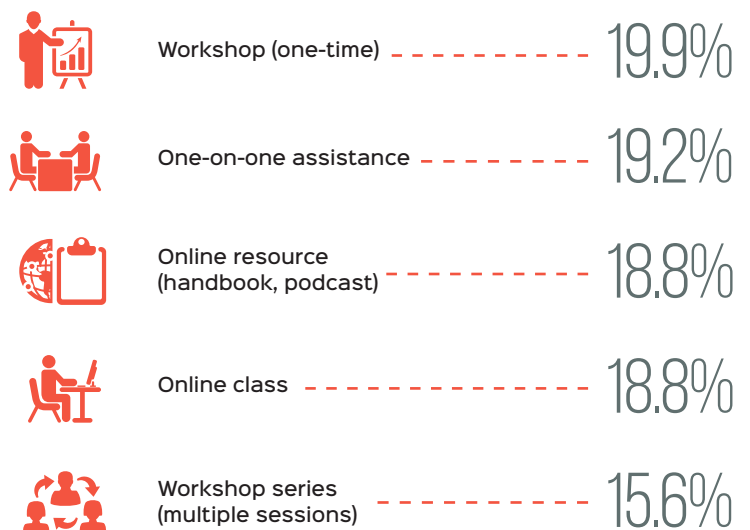 Workshop (one-time) 19.9%
One-on-one assistance 19.2%
Online resource
(handbook, podcast) 18.8%
Online class 18.8%
Workshop series
(multiple sessions) 15.6%